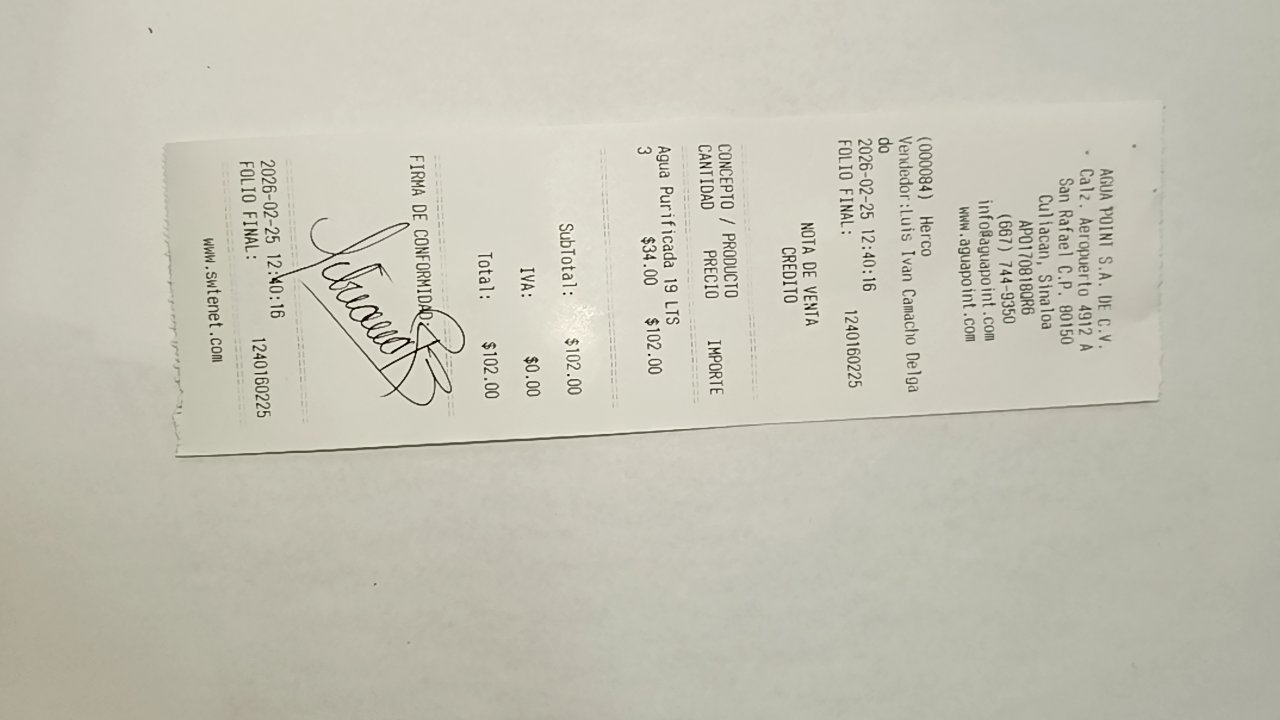 AGUA POINT S.A. DE C.V.
Calz. Aeropuerto 4912 A
San Rafael C.P. 80150
Culiacan, Sinaloa
APO170818QR6
(667) 744-9350
info@aguapoint.com
www.aguapoint.com
(000084) Herco
Vendedor:Luis Ivan Camacho Delga
do
2026-02-25 12:40:16
FOLIO FINAL: 1240160225
NOTA DE VENTA
CREDITO
CONCEPTO / PRODUCTO
CANTIDAD PRECIO IMPORTE
Agua Purificada 19 LTS
3 $34.00 $102.00
SubTotal: $102.00
IVA: $0.00
Total: $102.00
FIRMA DE CONFORMIDAD
2026-02-25 12:40:16
FOLIO FINAL: 1240160225
www.swtenet.com